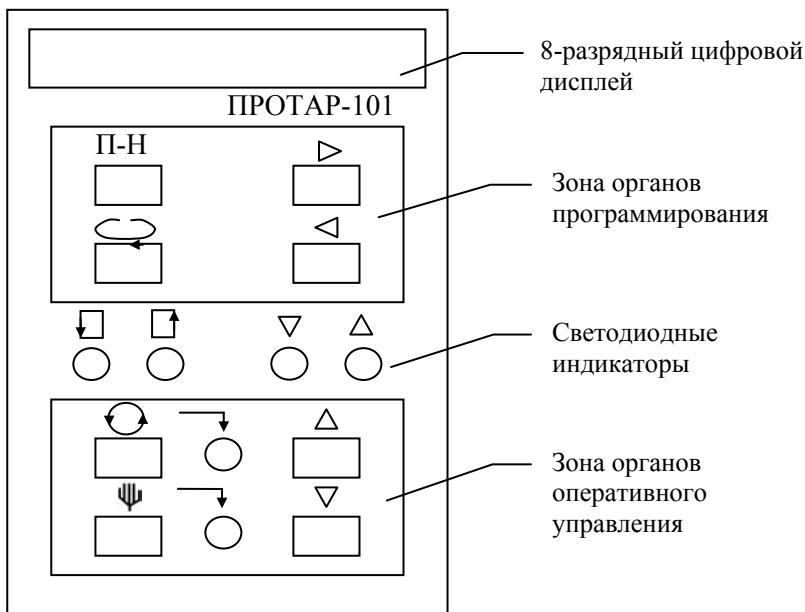 8-разрядный цифровой
дисплей
ПРОТАР-101
П-Н
Зона органов
программирования
Светодиодные
индикаторы
Зона органов
оперативного
управления